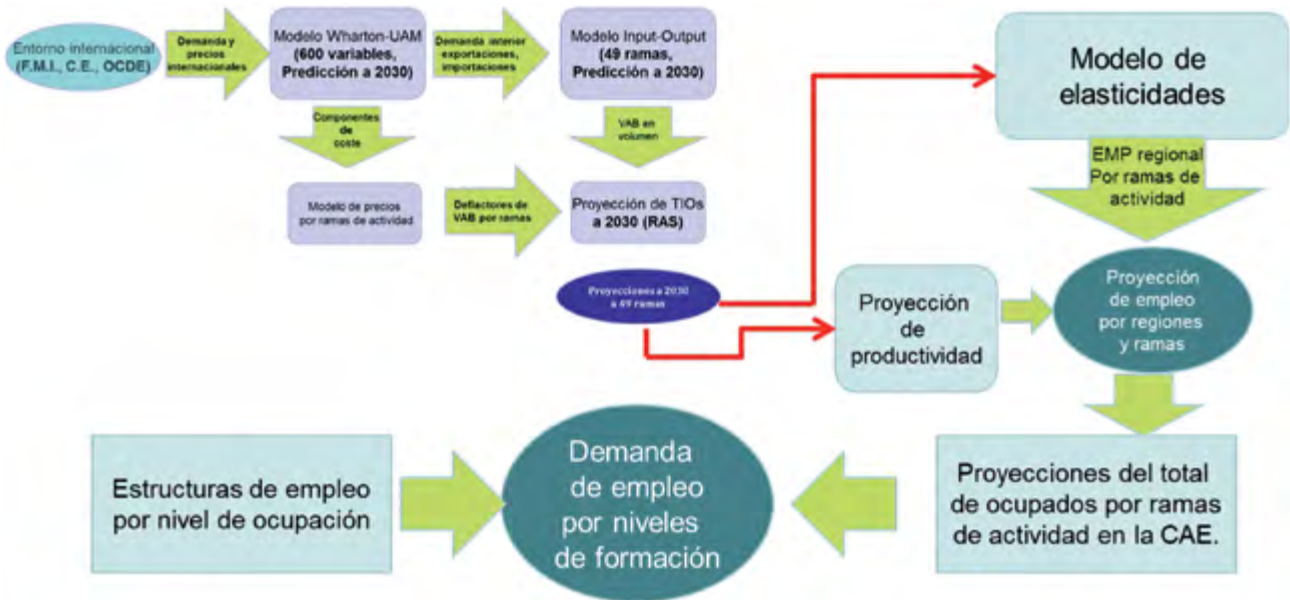 Entorno internacional
(F.M.I., C.E., OCDE)
Demanda y
precios
internacionales
Modelo Wharton-UAM
(600 variables,
Predicción a 2030)
Demanda interior
exportaciones,
importaciones
Modelo Input-Output
(49 ramas,
Predicción a 2030)
Componentes
de
coste
VAB en
volumen
Modelo de precios
por ramas de actividad
Deflactores de
VAB por ramas
Proyección de TIOs
a 2030 (RAS)
Proyecciones a 2030
a 49 ramas
Modelo de
elasticidades
EMP regional
Por ramas de
actividad
Proyección
de
productividad
Proyección
de empleo
por regiones
y ramas
Estructuras de empleo
por nivel de ocupación
Demanda
de empleo
por niveles
de formación
Proyecciones del total
de ocupados por ramas
de actividad en la CAE.